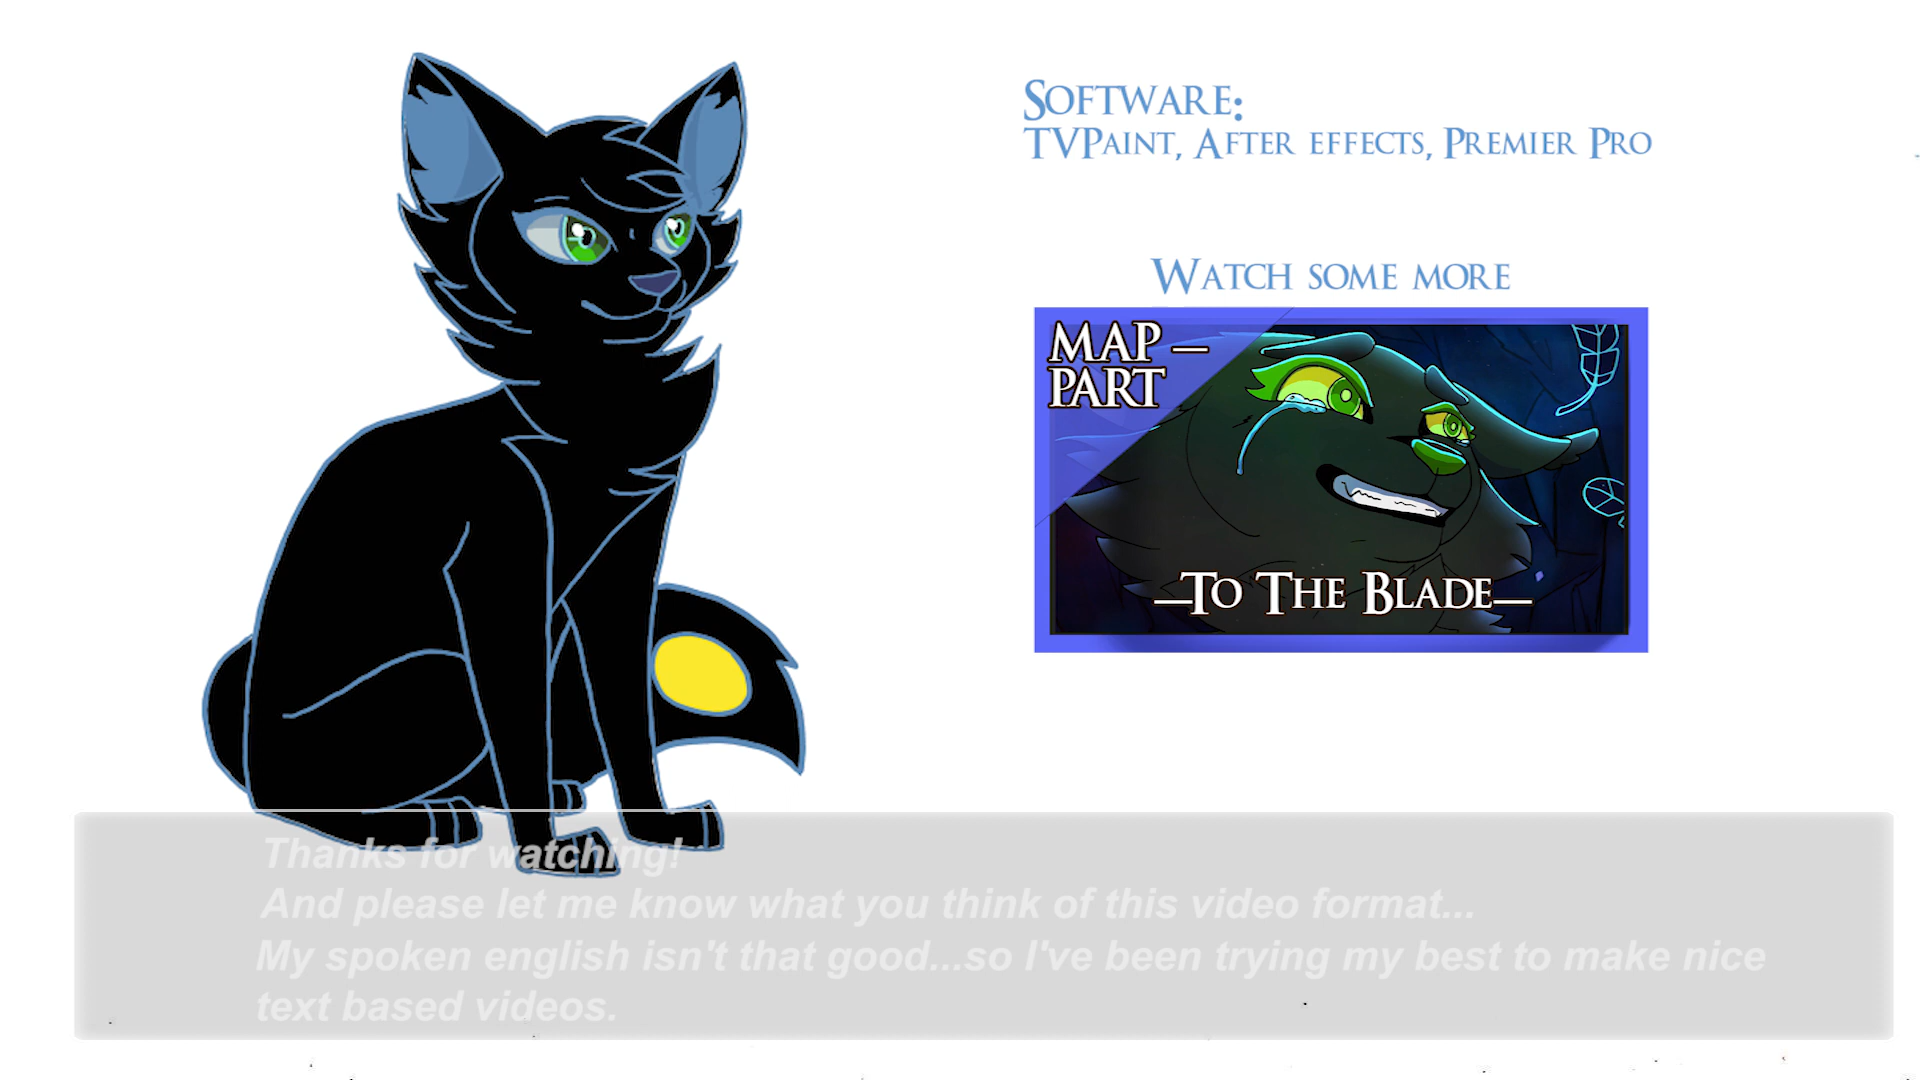 SOFTWARE:
TVPAINT, AFTER EFFECTS, PREMIER PRO
WATCH SOME MORE
MAP –
PART
–TO THE BLADE–
Thanks for watching!
And please let me know what you think of this video format...
My spoken english isn't that good...so I've been trying my best to make nice
text based videos.